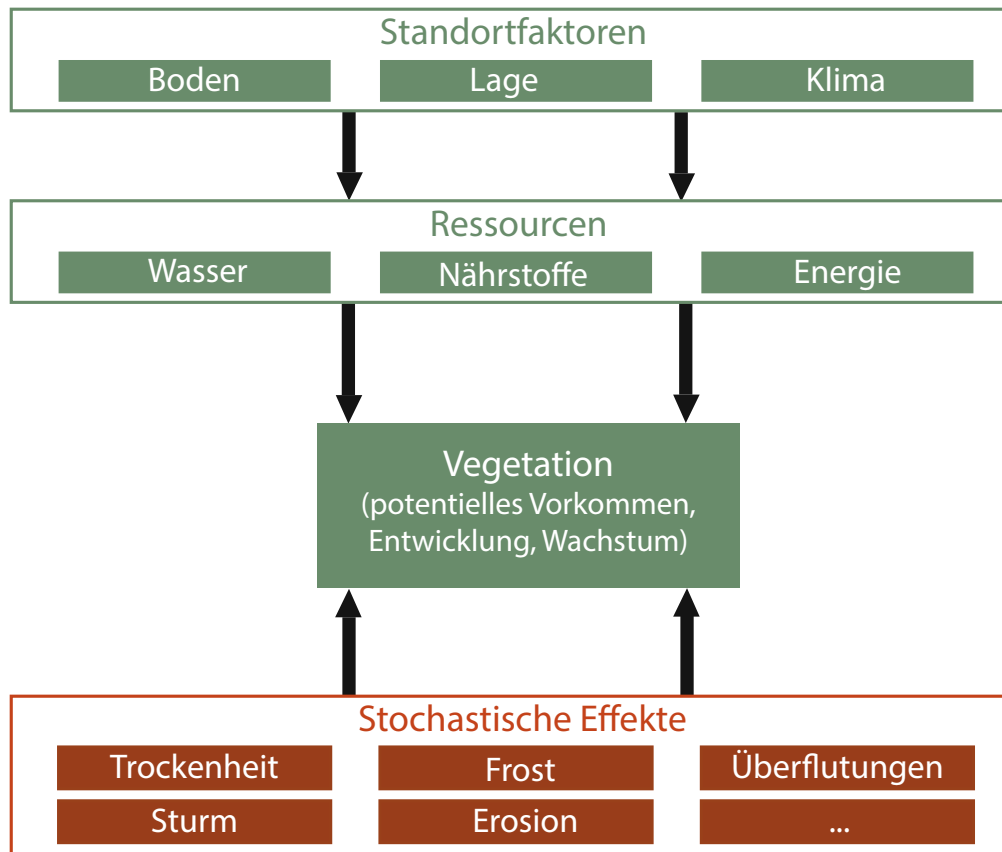 Standortfaktoren
Boden
Lage
Klima
Ressourcen
Wasser
Nährstoffe
Energie
Vegetation
(potentielles Vorkommen,
Entwicklung, Wachstum)
Stochastische Effekte
Trockenheit
Frost
Überflutungen
Sturm
Erosion
...